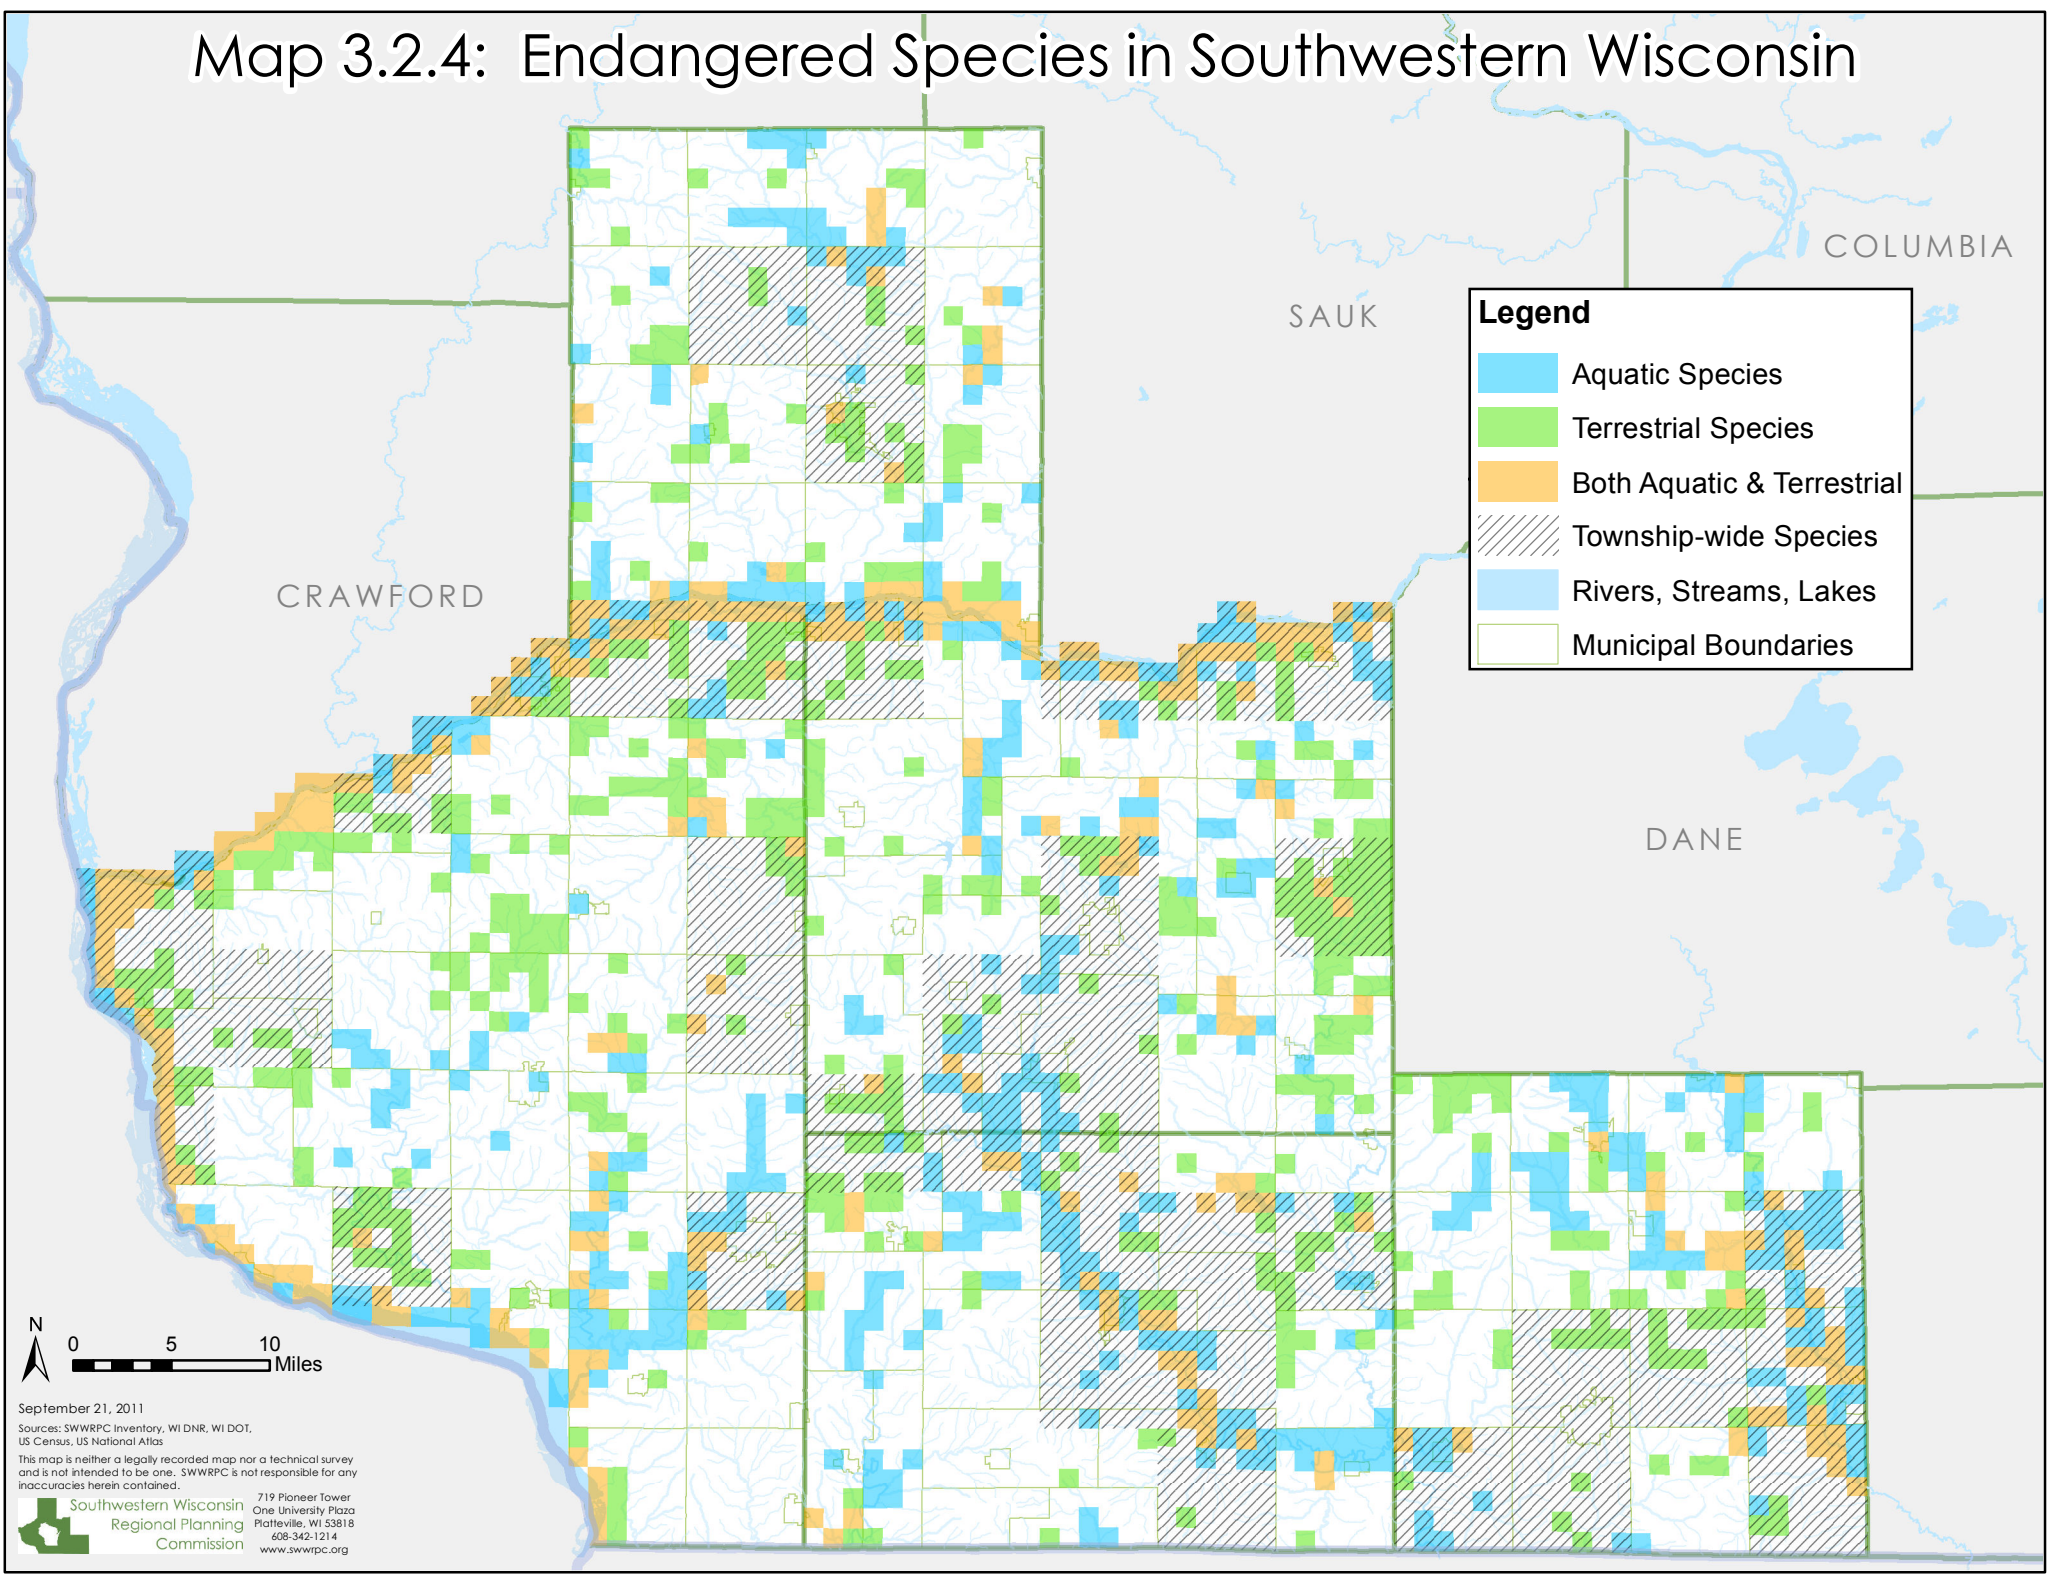 Map 3.2.4: Endangered Species in Southwestern Wisconsin
COLUMBIA
SAUK
Legend
Aquatic Species
Terrestrial Species
Both Aquatic & Terrestrial
Township-wide Species
Rivers, Streams, Lakes
Municipal Boundaries
CRAWFORD
DANE
N
0 5 10
Miles
September 21, 2011
Sources: SWWRPC Inventory, WI DNR, WI DOT,
US Census, US National Atlas
This map is neither a legally recorded map nor a technical survey
and is not intended to be one. SWWRPC is not responsible for any
inaccuracies herein contained.
Southwestern Wisconsin
Regional Planning
Commission
719 Pioneer Tower
One University Plaza
Platteville, WI 53818
608-342-1214
www.swwrpc.org